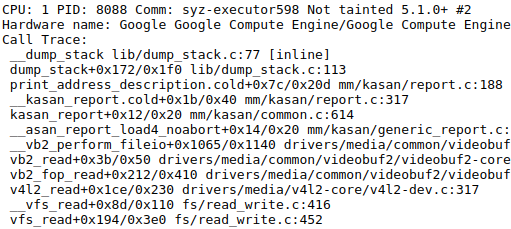 CPU: 1 PID: 8088 Comm: syz-executor598 Not tainted 5.1.0+ #2
Hardware name: Google Google Compute Engine/Google Compute Engine
Call Trace:
__dump_stack lib/dump_stack.c:77 [inline]
dump_stack+0x172/0x1f0 lib/dump_stack.c:113
print_address_description.cold+0x7c/0x20d mm/kasan/report.c:188
__kasan_report.cold+0x1b/0x40 mm/kasan/report.c:317
kasan_report+0x12/0x20 mm/kasan/common.c:614
__asan_report_load4_noabort+0x14/0x20 mm/kasan/generic_report.c:
__vb2_perform_fileio+0x1065/0x1140 drivers/media/common/videobuf
vb2_read+0x3b/0x50 drivers/media/common/videobuf2/videobuf2-core
vb2_fop_read+0x212/0x410 drivers/media/common/videobuf2/videobuf
v4l2_read+0x1ce/0x230 drivers/media/v4l2-core/v4l2-dev.c:317
__vfs_read+0x8d/0x110 fs/read_write.c:416
vfs_read+0x194/0x3e0 fs/read_write.c:452